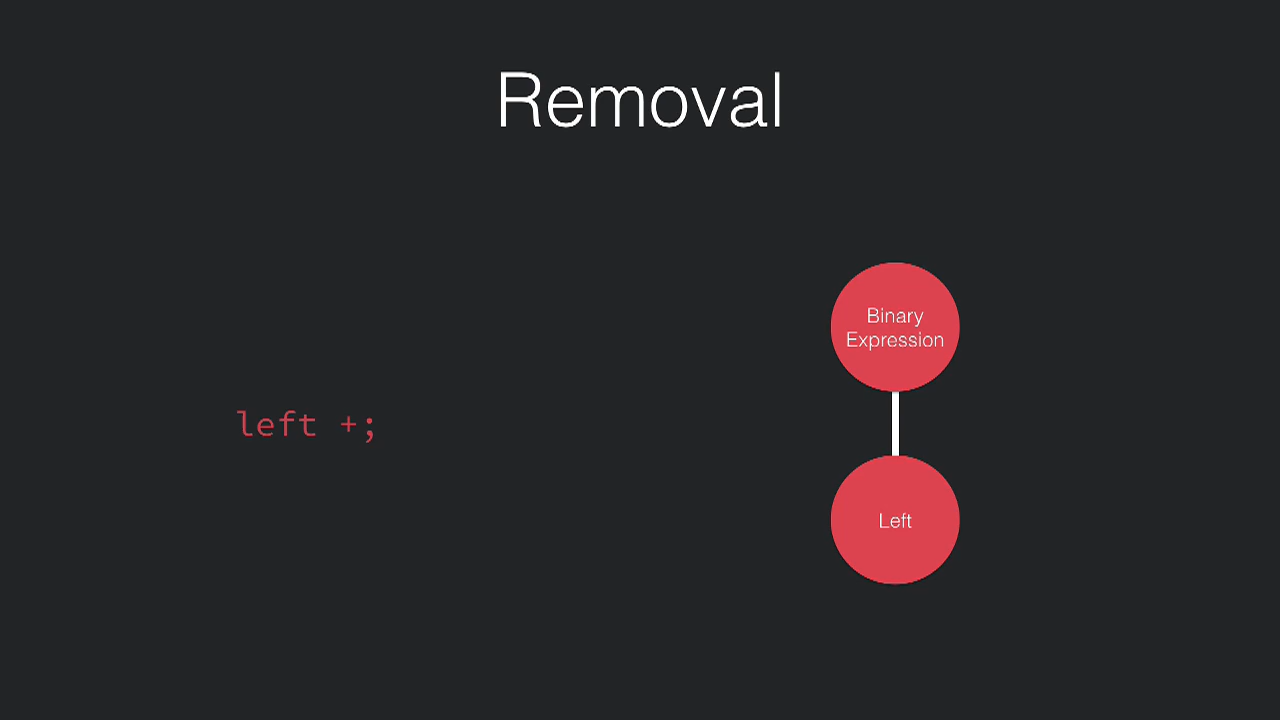 Removal
left +;
Binary
Expression
Left